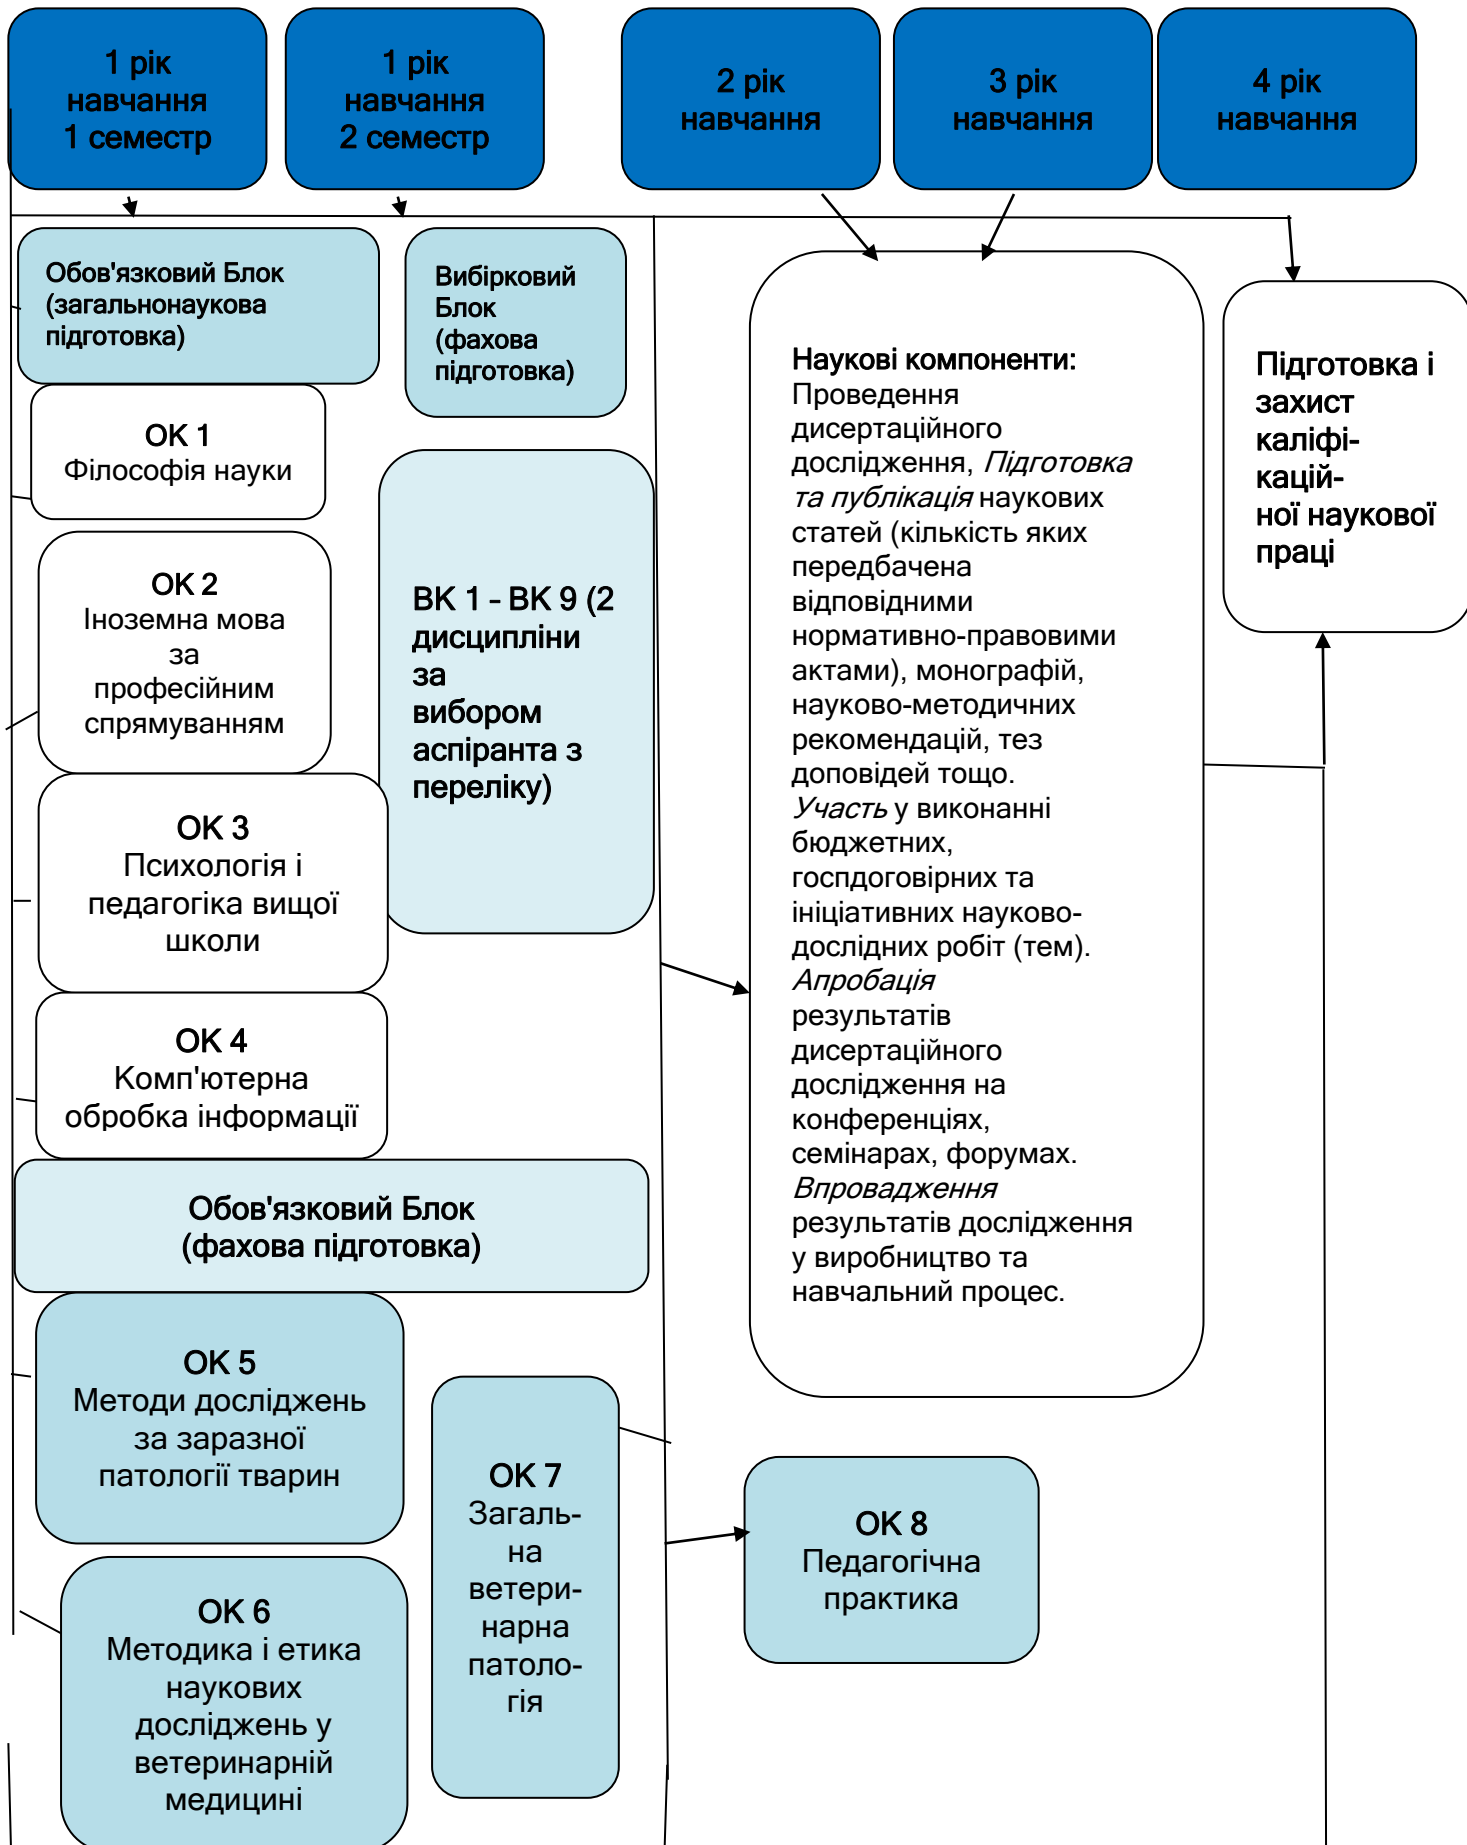 1 рік
навчання
1 семестр
1 рік
навчання
2 семестр
2 рік
навчання
3 рік
навчання
4 рік
навчання
Обов'язковий Блок
(загальнонаукова
підготовка)
Вибірковий
Блок
(фахова
підготовка)
ОК 1
Філософія науки
ОК 2
Іноземна мова
за
професійним
спрямуванням
ОК 3
Психологія і
педагогіка вищої
школи
ОК 4
Комп'ютерна
обробка інформації
ВК 1 - ВК 9 (2
дисципліни
за
вибором
аспіранта з
переліку)
Обов'язковий Блок
(фахова підготовка)
ОК 5
Методи досліджень
за заразної
патології тварин
ОК 6
Методика і етика
наукових
досліджень у
ветеринарній
медицині
ОК 7
Загаль-
на
ветери-
нарна
патоло-
гія
Наукові компоненти:
Проведення
дисертаційного
дослідження, Підготовка
та публікація наукових
статей (кількість яких
передбачена
відповідними
нормативно-правовими
актами), монографій,
науково-методичних
рекомендацій, тез
доповідей тощо.
Участь у виконанні
бюджетних,
госпдоговірних та
ініціативних науково-
дослідних робіт (тем).
Апробація
результатів
дисертаційного
дослідження на
конференціях,
семінарах, форумах.
Впровадження
результатів дослідження
у виробництво та
навчальний процес.
ОК 8
Педагогічна
практика
Підготовка і
захист
каліфі-
кацій-
ної наукової
праці